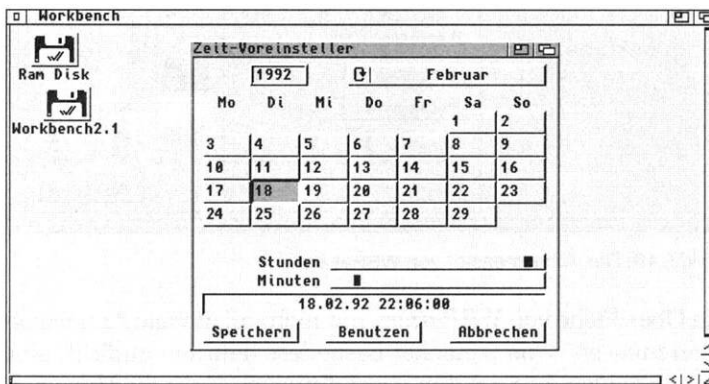 Workbench
Ram Disk
Workbench2.1
Zeit-Voreinsteller
1992 Februar
Mo Di Mi Do Fr Sa So
1 2
3 4 5 6 7 8 9
10 11 12 13 14 15 16
17 18 19 20 21 22 23
24 25 26 27 28 29
Stunden
Minuten
18.02.92 22:06:00
Speichern Benutzen Abbrechen